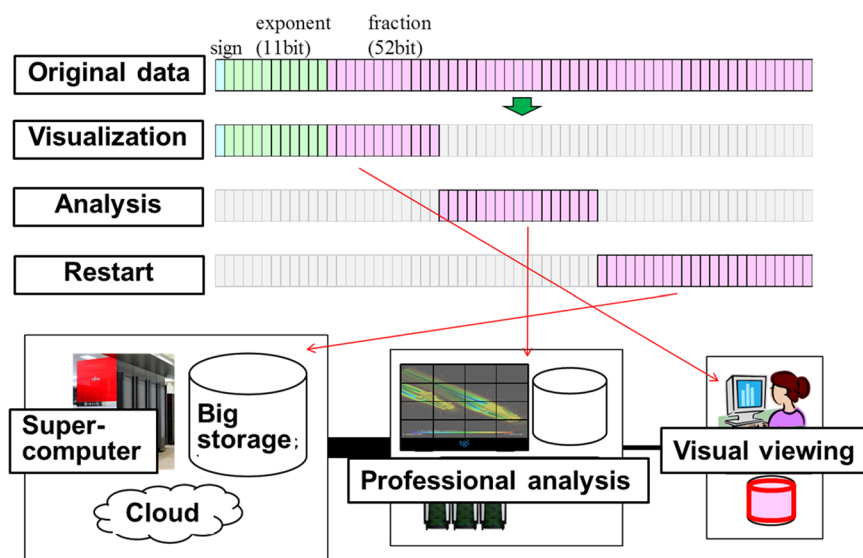 exponent
fraction
sign
(11bit)
(52bit)
Original data
Visualization
Analysis
Restart
Super-
computer
Big
storage;
Cloud
sgi
Professional analysis
Visual viewing